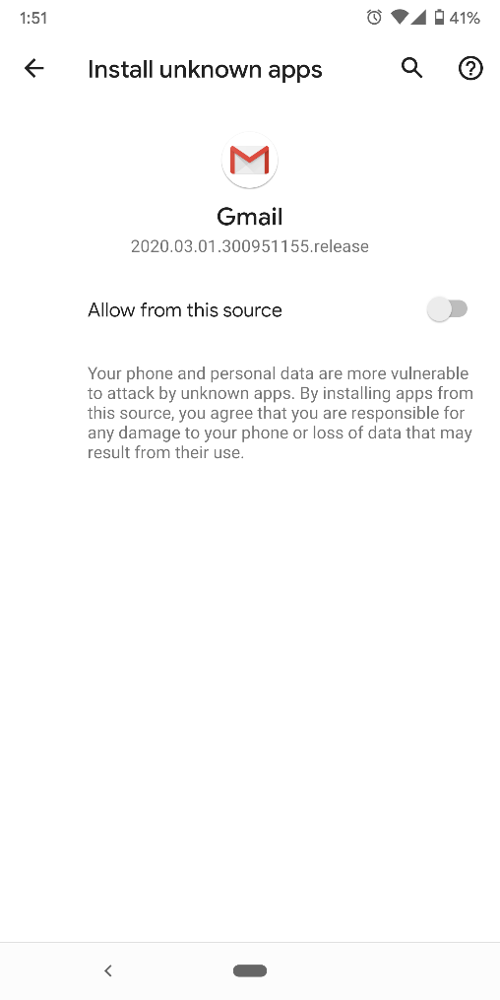 1:51
41%
Install unknown apps
Gmail
2020.03.01.300951155.release
Allow from this source
Your phone and personal data are more vulnerable
to attack by unknown apps. By installing apps from
this source, you agree that you are responsible for
any damage to your phone or loss of data that may
result from their use.